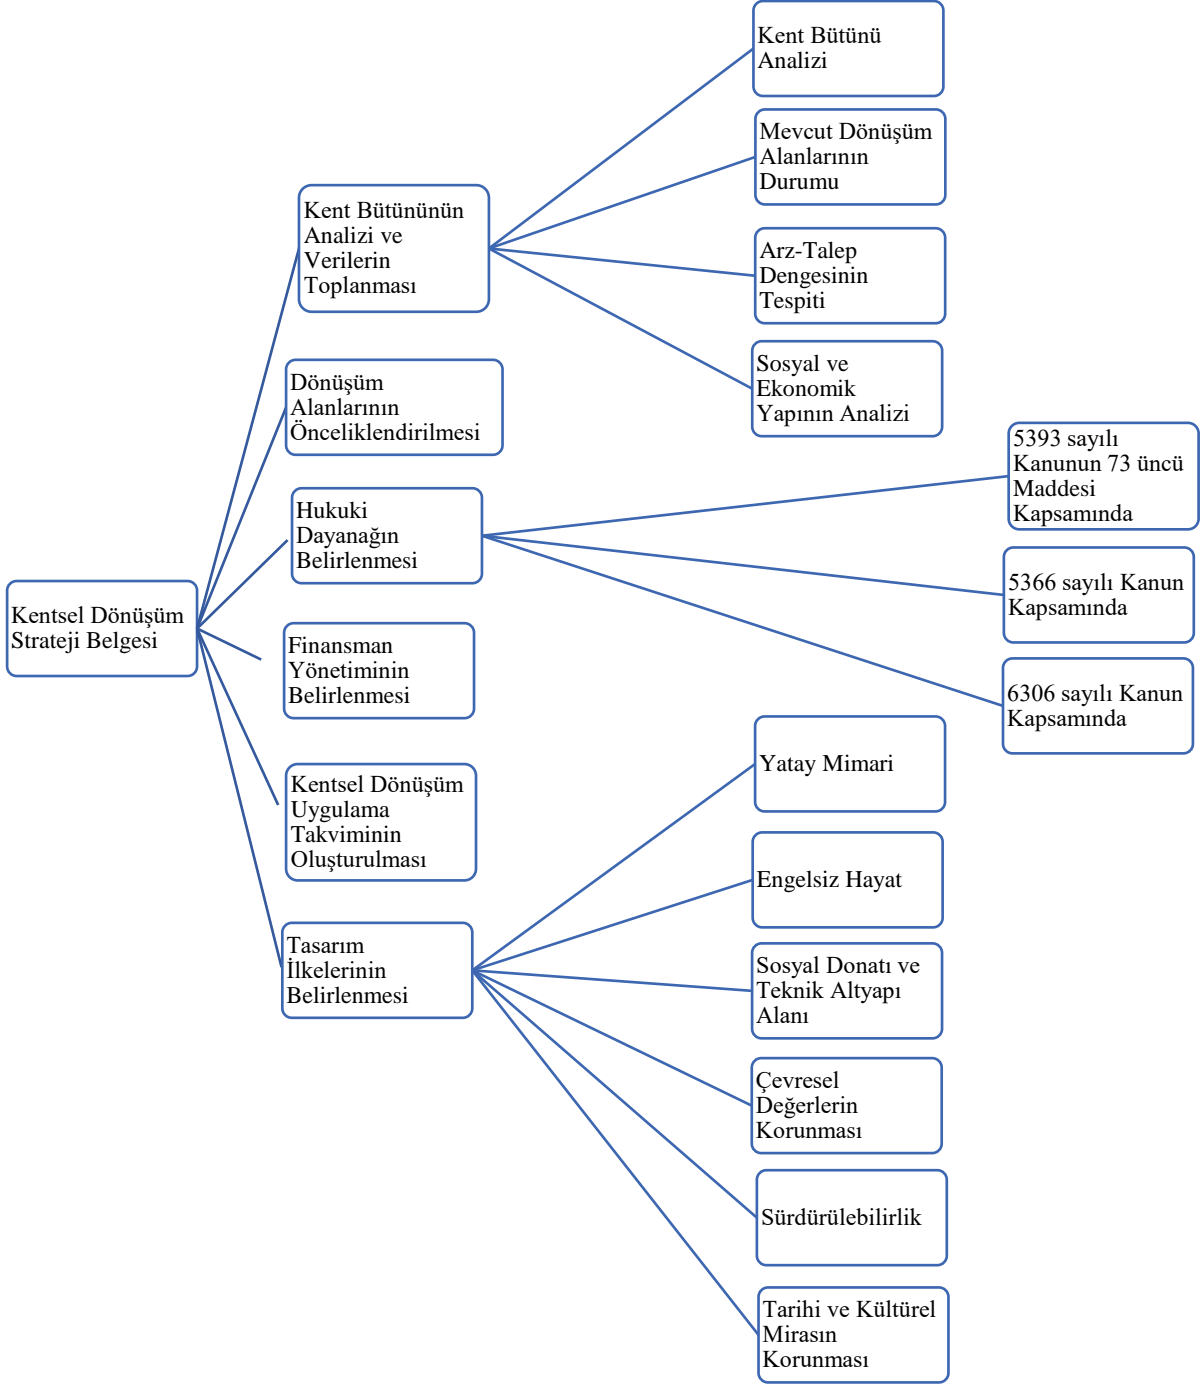 Kentsel Dönüşüm
Strateji Belgesi
Kent Bütününün
Analizi ve
Verilerin
Toplanması
Kent Bütünü
Analizi
Mevcut Dönüşüm
Alanlarının
Durumu
Arz-Talep
Dengesinin
Tespiti
Sosyal ve
Ekonomik
Yapının Analizi
Dönüşüm
Alanlarının
Önceliklendirilmesi
Hukuki
Dayanağın
Belirlenmesi
5393 sayılı
Kanunun 73 üncü
Maddesi
Kapsamında
5366 sayılı Kanun
Kapsamında
6306 sayılı Kanun
Kapsamında
Finansman
Yönetiminin
Belirlenmesi
Kentsel Dönüşüm
Uygulama
Takviminin
Oluşturulması
Tasarım
İlkelerinin
Belirlenmesi
Yatay Mimari
Engelsiz Hayat
Sosyal Donatı ve
Teknik Altyapı
Alanı
Çevresel
Değerlerin
Korunması
Sürdürülebilirlik
Tarihi ve Kültürel
Mirasın
Korunması